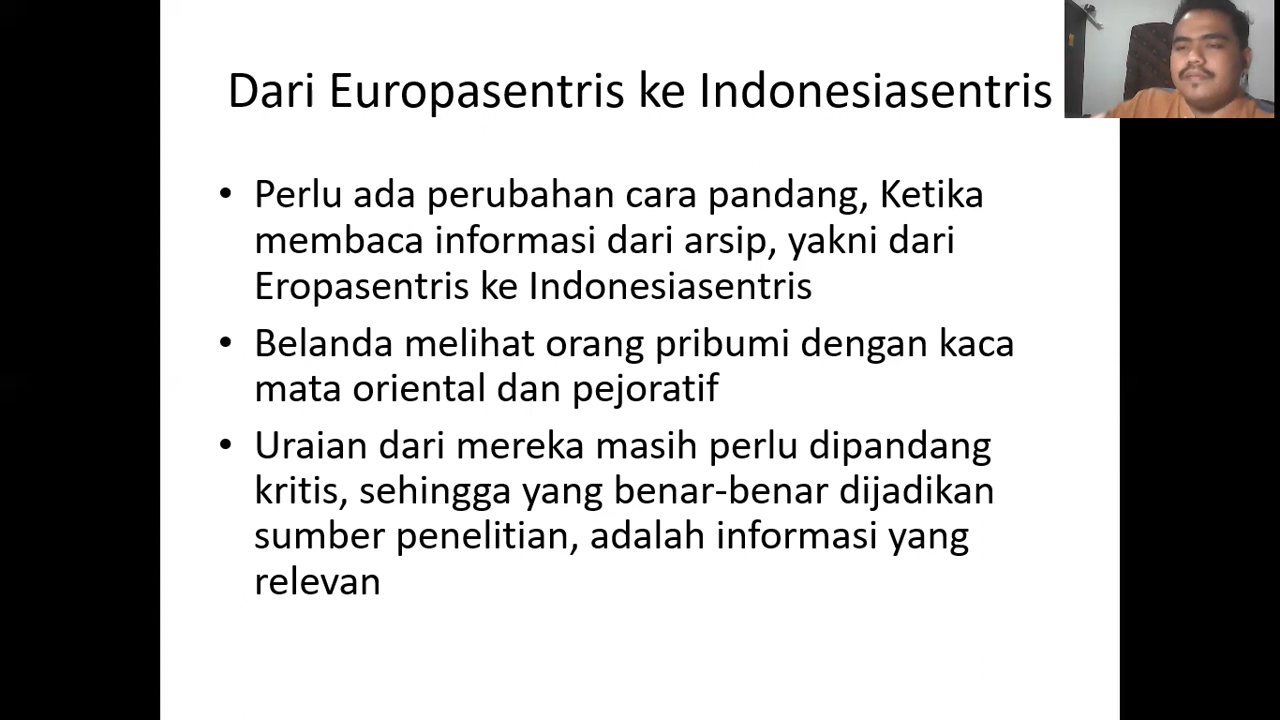 Dari Europasentris ke Indonesiasentris
• Perlu ada perubahan cara pandang, Ketika
membaca informasi dari arsip, yakni dari
Eropasentris ke Indonesiasentris
• Belanda melihat orang pribumi dengan kaca
mata oriental dan pejoratif
• Uraian dari mereka masih perlu dipandang
kritis, sehingga yang benar-benar dijadikan
sumber penelitian, adalah informasi yang
relevan